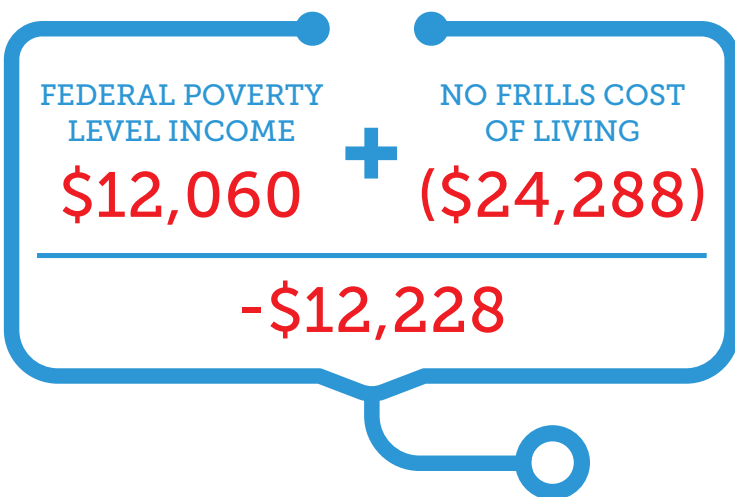 FEDERAL POVERTY
LEVEL INCOME
$12,060
+
NO FRILLS COST
OF LIVING
($24,288)
-$12,228